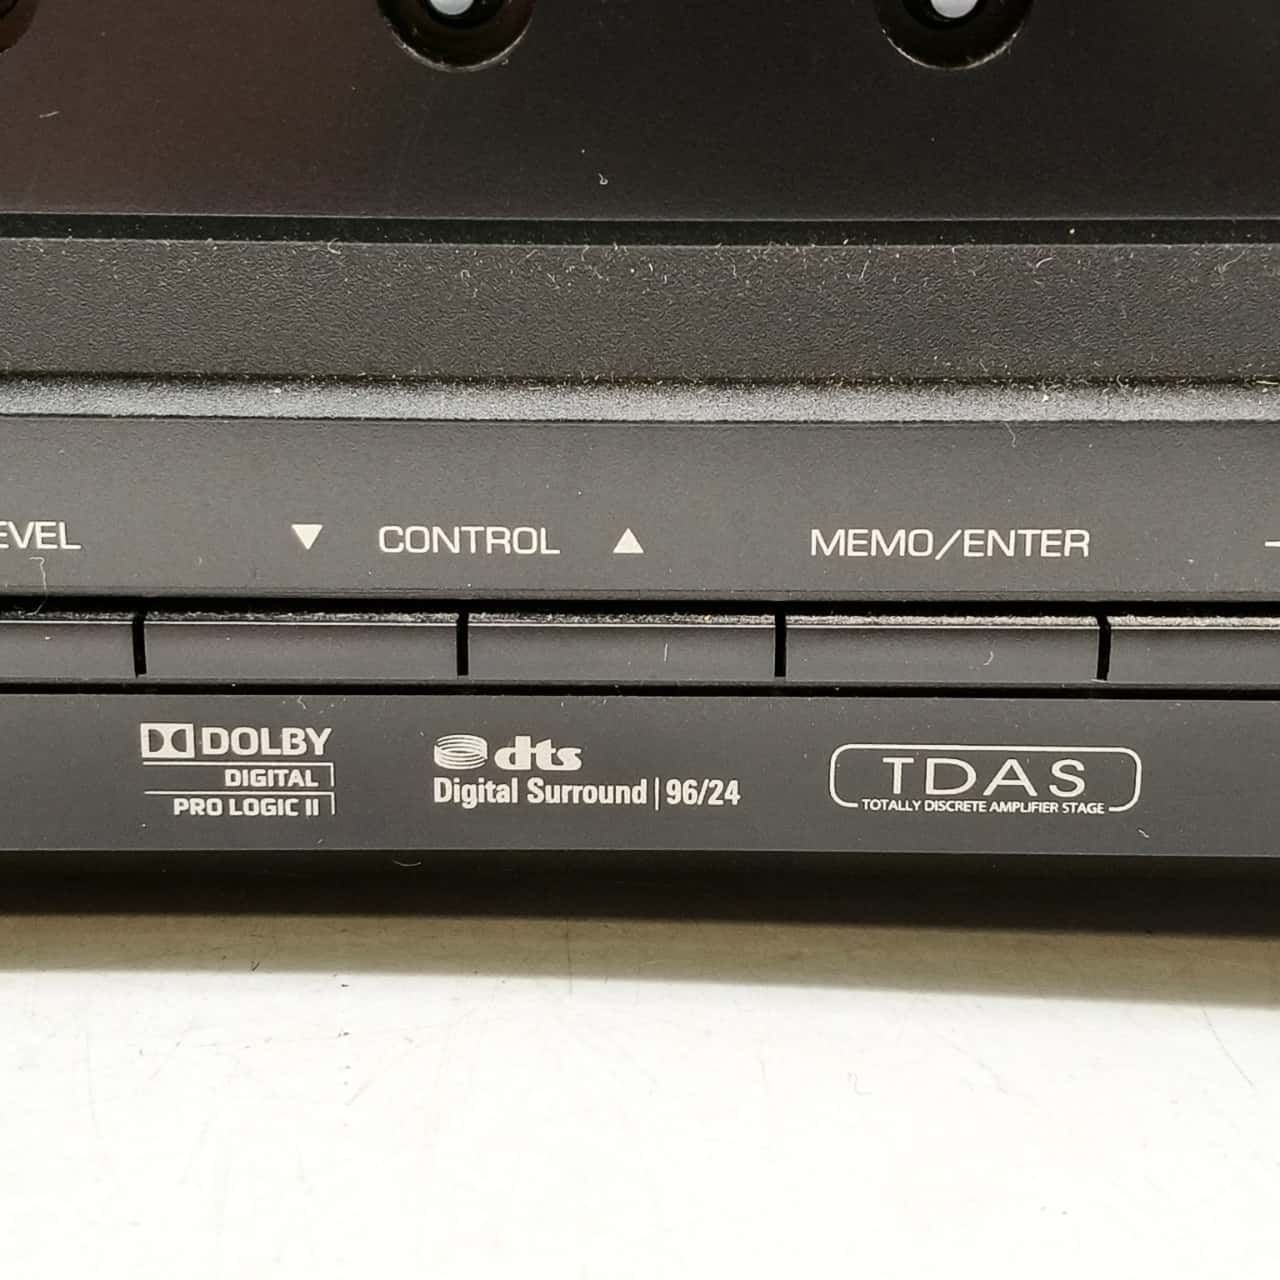 EVEL ▼ CONTROL ▲ MEMO/ENTER
DOLBY
DIGITAL
PRO LOGIC II
dts
Digital Surround | 96/24
TDAS
TOTALLY DISCRETE AMPLIFIER STAGE